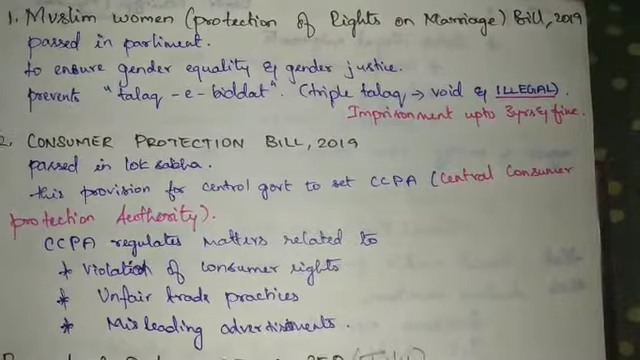 1. Muslim women (protection of Rights on Marriage) Bill, 2019
passed in parliment.
to ensure gender equality & gender justice.
prevents "talaq-e-biddat". (triple talaq → void & ILLEGAL).
Imprisonment upto 3yrs & fine.
2. CONSUMER PROTECTION BILL, 2019
passed in lok sabha.
this provision for central govt to set CCPA (Central Consumer
protection Aothority).
CCPA regulates matters related to
* violation of consumer rights
* Unfair trade practices
* Misleading advertisments.